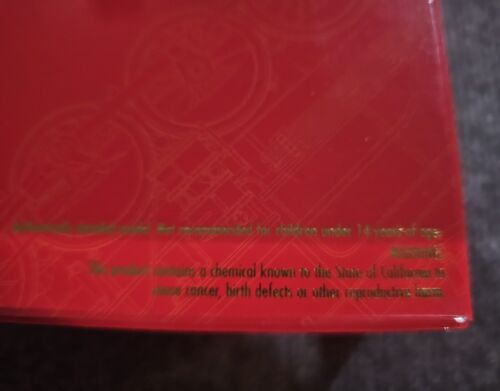 Authentically detailed model. Not recommended for children under 14 years of age.
WARNING:
This product contains a chemical known to the State of California to
cause cancer, birth defects or other reproductive harm.